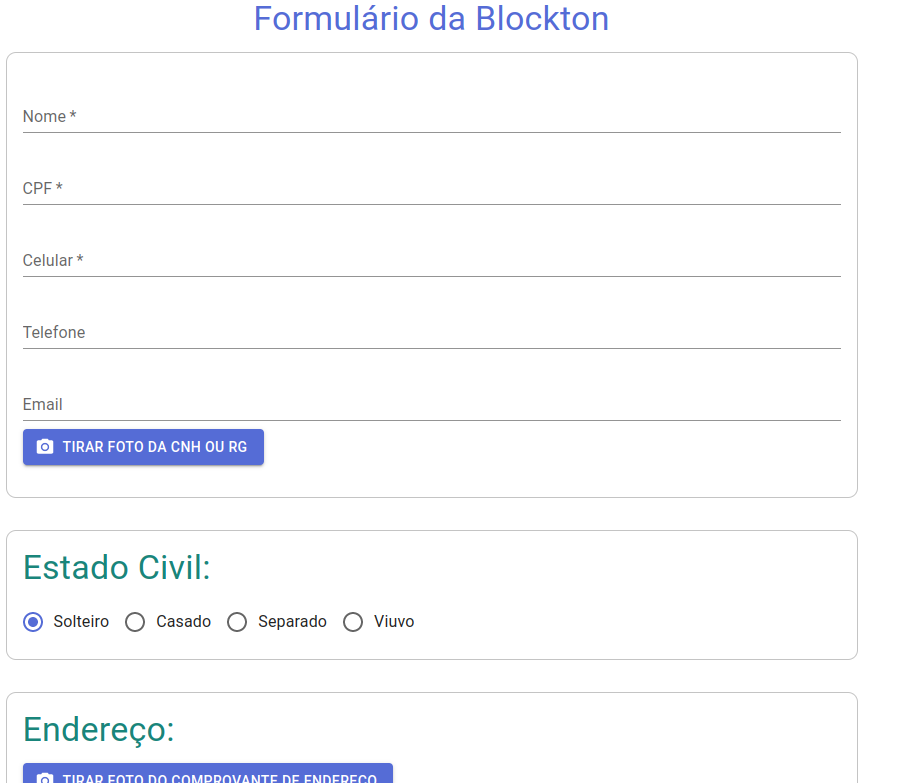 Formulário da Blockton
Nome *
CPF *
Celular *
Telefone
Email
TIRAR FOTO DA CNH OU RG
Estado Civil:
Solteiro Casado Separado Viuvo
Endereço:
TIRAR FOTO DO COMPROVANTE DE ENDEREÇO